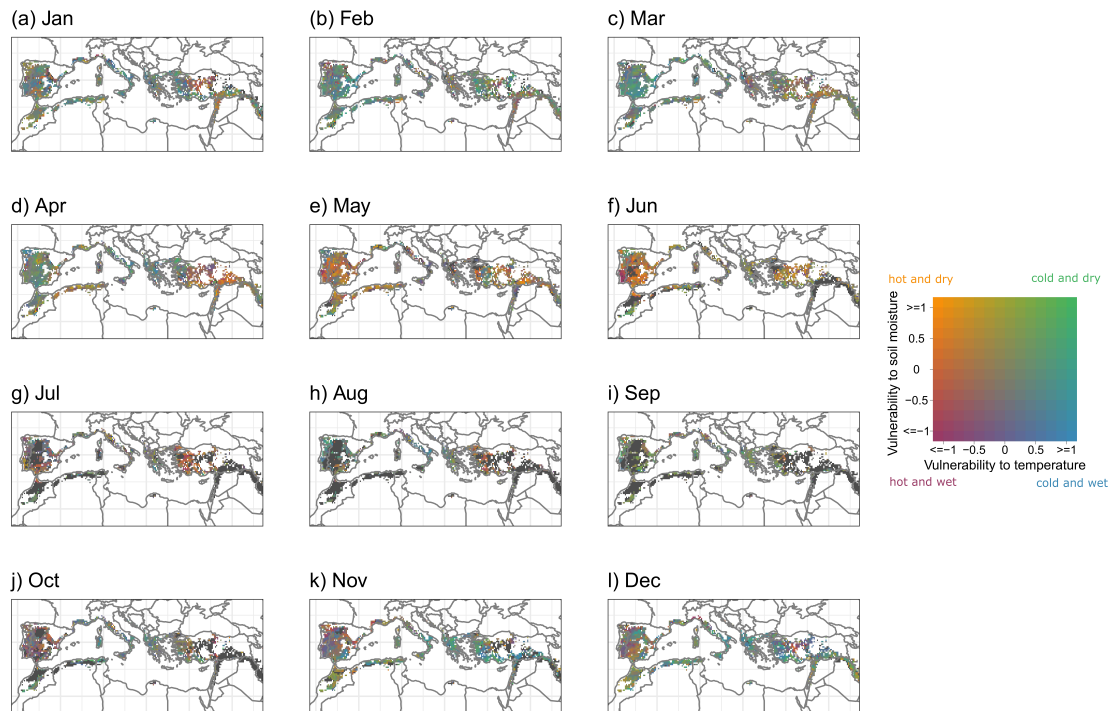 (a) Jan
(b) Feb
c) Mar
d) Apr
e) May
f) Jun
hot and dry
cold and dry
>=1
0.5
0
−0.5
<=−1
Vulnerability to soil moisture
<=−1 −0.5 0 0.5 >=1
Vulnerability to temperature
hot and wet
cold and wet
g) Jul
h) Aug
i) Sep
j) Oct
k) Nov
l) Dec